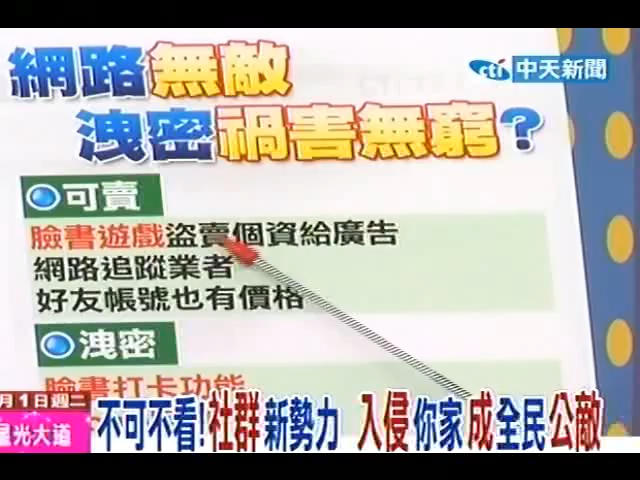 網路無敵
cti 中天新聞
洩密禍害無窮?
可賣
臉書遊戲盜賣個資給廣告
網路追蹤業者
好友帳號也有價格
洩密
臉書打卡功能
月1日週二
星光大道
不可不看!社群新勢力 入侵你家 成全民公敵